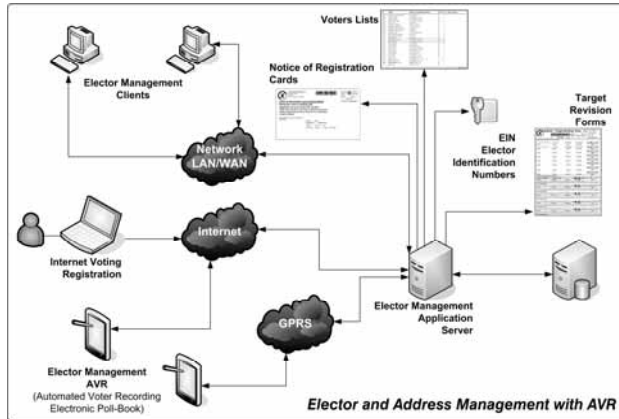 Voters Lists
Elector Management
Clients
Notice of Registration
Cards
Target
Revision
Forms
EIN
Elector
Identification
Numbers
Network
LAN/WAN
Internet
Internet Voting
Registration
Elector Management
Application
Server
GPRS
Elector Management
AVR
(Automated Voter Recording
Electronic Poll-Book)
Elector and Address Management with AVR